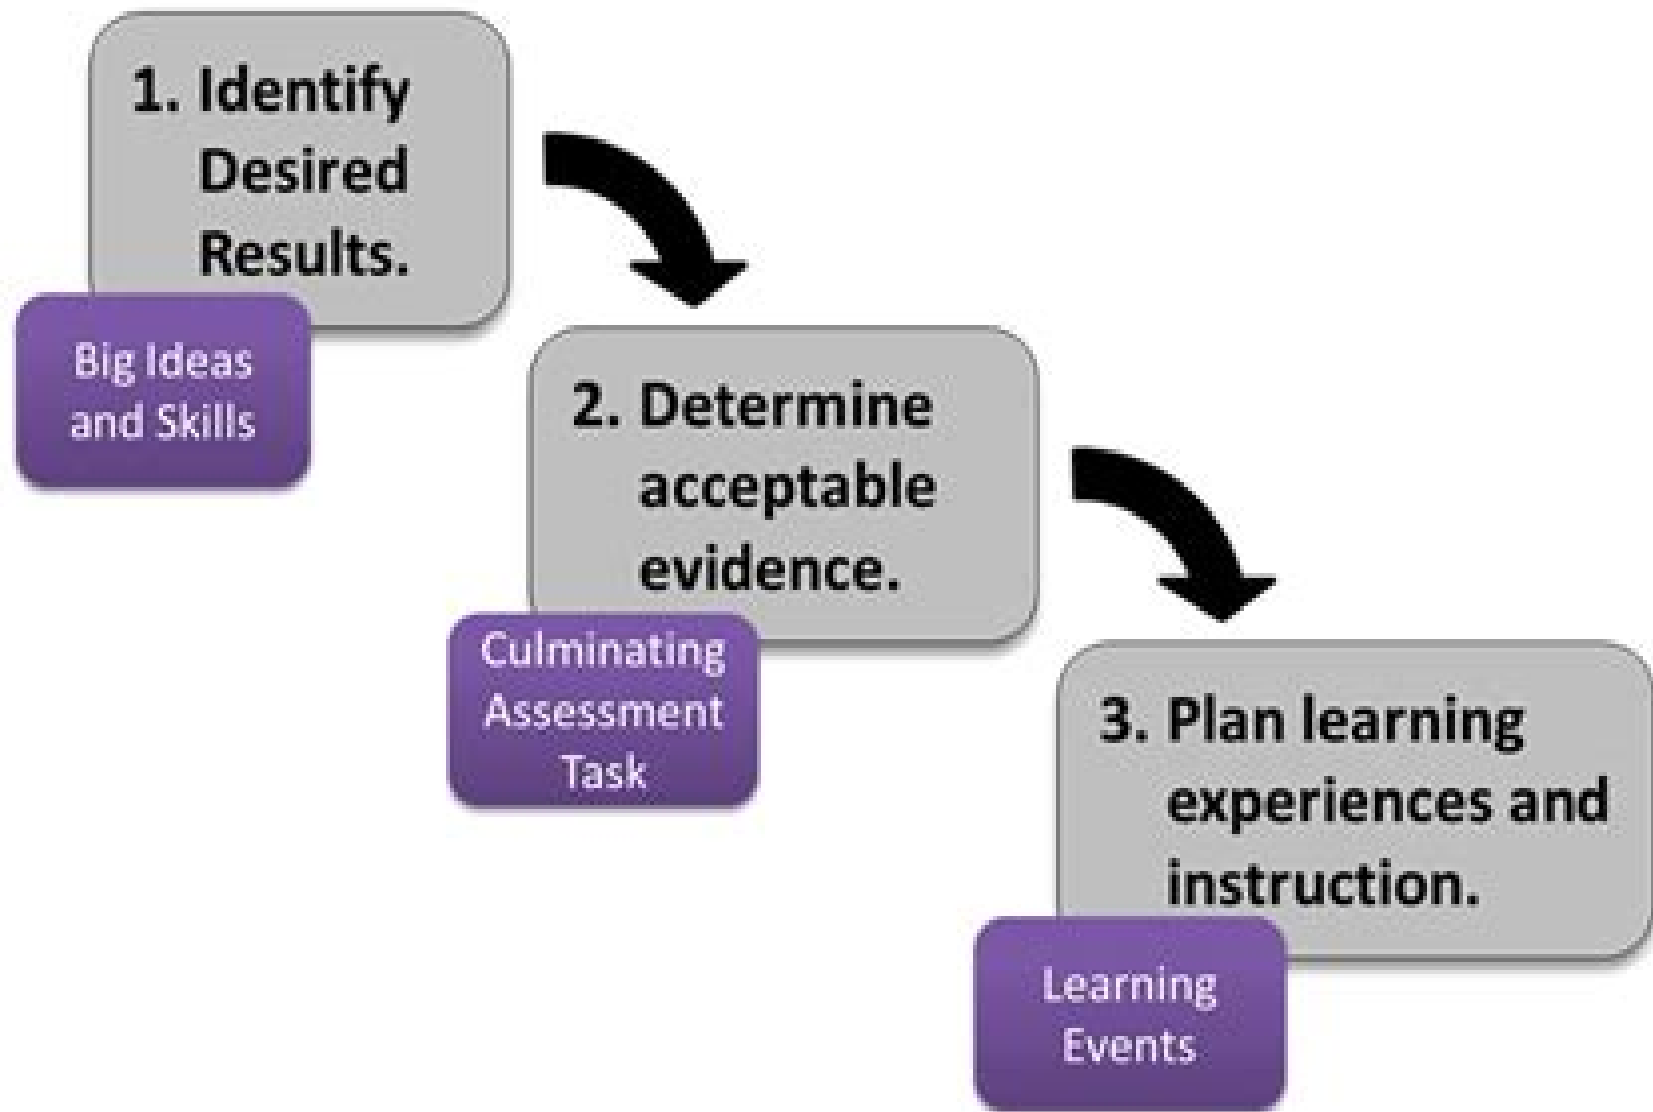 1. Identify
Desired
Results.
Big Ideas
and Skills
2. Determine
acceptable
evidence.
Culminating
Assessment
Task
3. Plan learning
experiences and
instruction.
Learning
Events